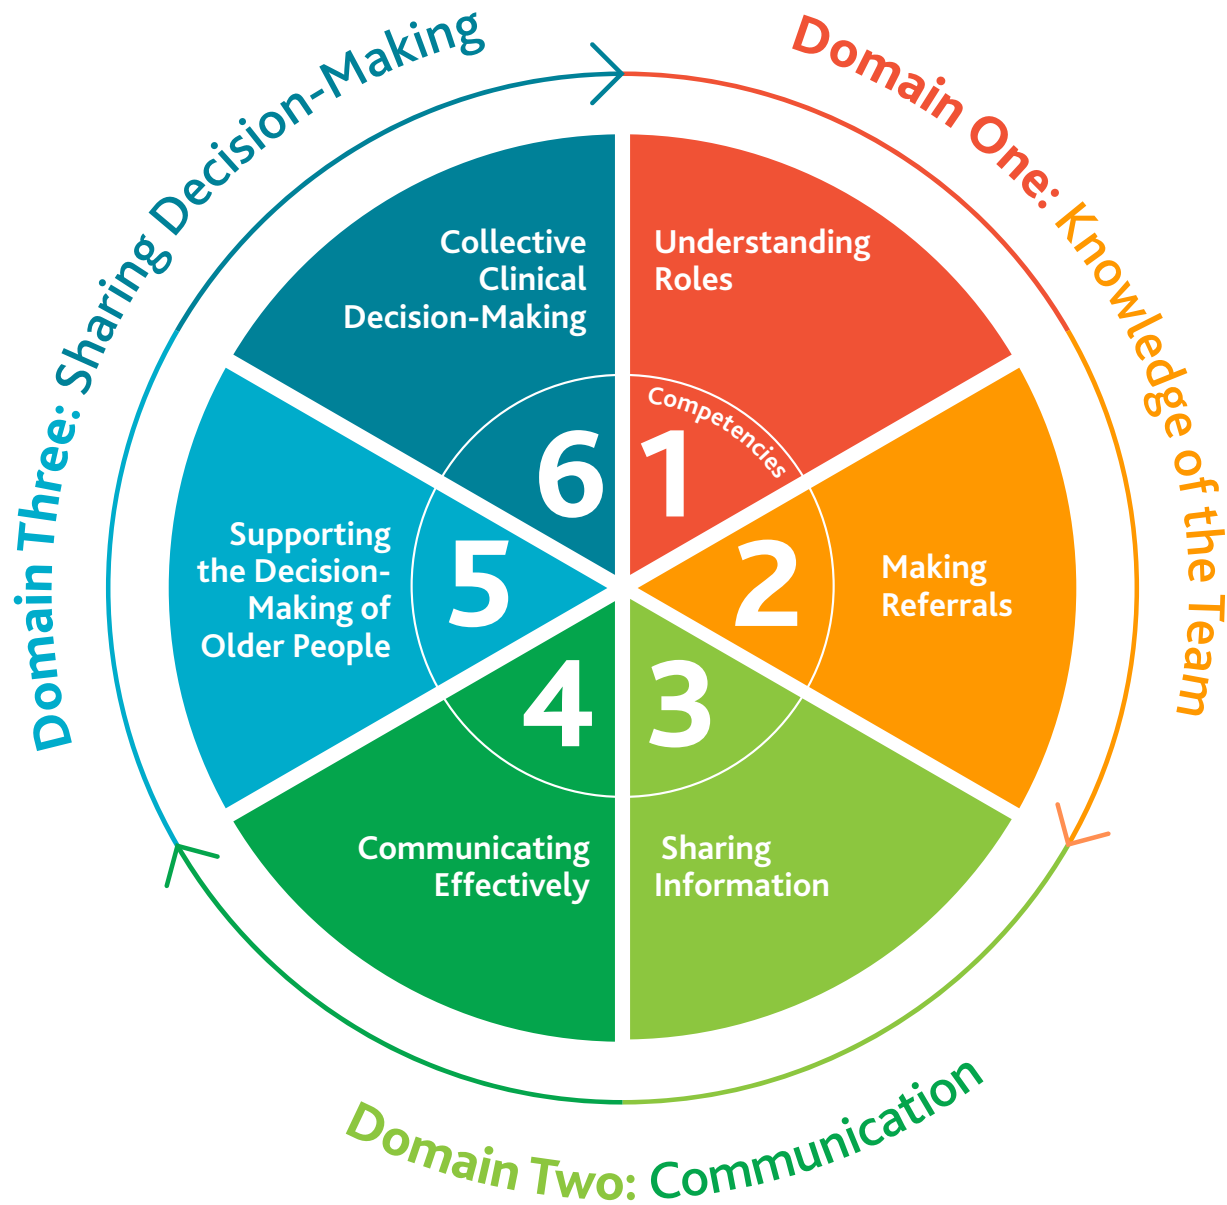 Domain One: Knowledge of the Team
Understanding
Roles
Competencies
1
2
Making
Referrals
3
Sharing
Information
Domain Two: Communication
4
Communicating
Effectively
Domain Three: Sharing Decision-Making
5
Supporting
the Decision-
Making of
Older People
6
Collective
Clinical
Decision-Making